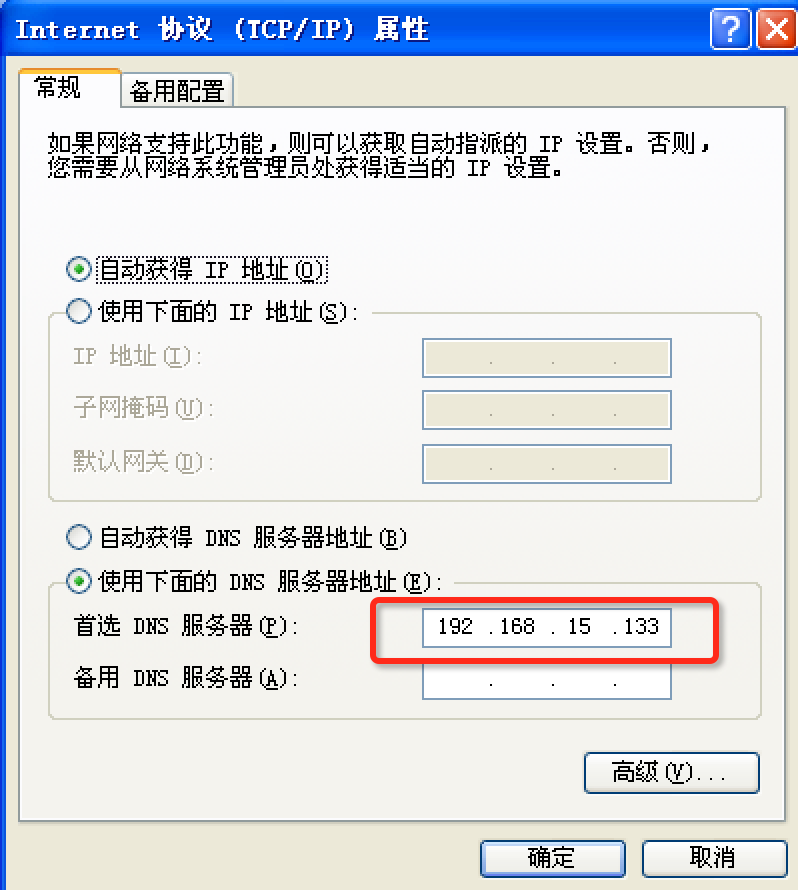 Internet 协议 (TCP/IP) 属性
常规
备用配置
如果网络支持此功能，则可以获取自动指派的 IP 设置。否则，
您需要从网络系统管理员处获得适当的 IP 设置。
自动获得 IP 地址(O)
使用下面的 IP 地址(S):
IP 地址(I):
子网掩码(U):
默认网关(D):
自动获得 DNS 服务器地址(B)
使用下面的 DNS 服务器地址(E):
首选 DNS 服务器(P): 192 .168 . 15 .133
备用 DNS 服务器(A):
高级(V)...
确定
取消